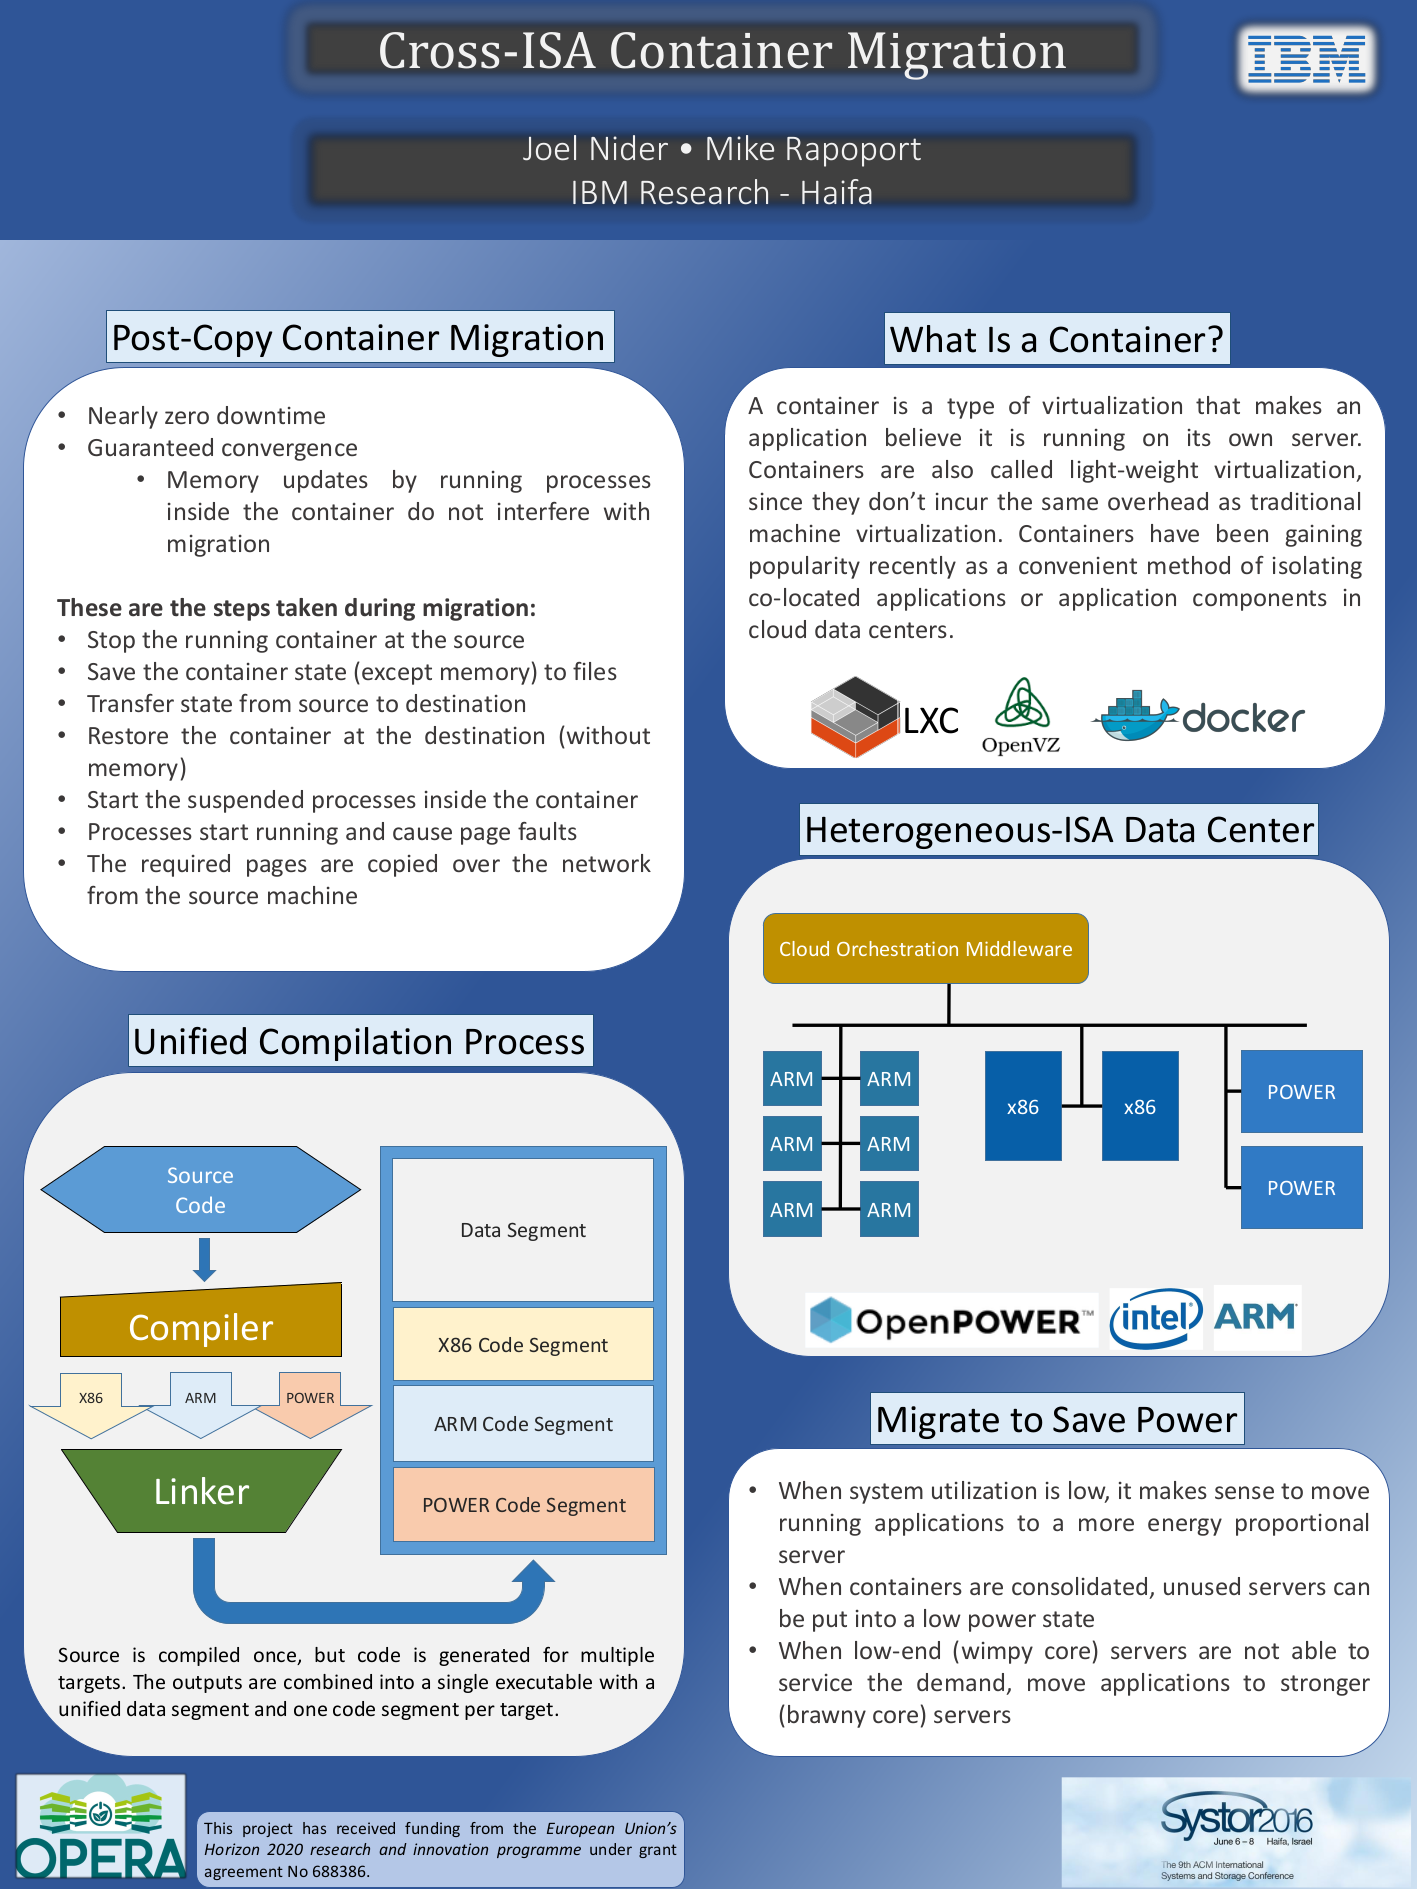 Cross-ISA Container Migration
IBM
Joel Nider • Mike Rapoport
IBM Research - Haifa
Post-Copy Container Migration
• Nearly zero downtime
• Guaranteed convergence
• Memory updates by running processes
inside the container do not interfere with
migration
These are the steps taken during migration:
• Stop the running container at the source
• Save the container state (except memory) to files
• Transfer state from source to destination
• Restore the container at the destination (without
memory)
• Start the suspended processes inside the container
• Processes start running and cause page faults
• The required pages are copied over the network
from the source machine
Unified Compilation Process
Source
Code
Compiler
X86
ARM
POWER
Linker
Data Segment
X86 Code Segment
ARM Code Segment
POWER Code Segment
Source is compiled once, but code is generated for multiple
targets. The outputs are combined into a single executable with a
unified data segment and one code segment per target.
What Is a Container?
A container is a type of virtualization that makes an
application believe it is running on its own server.
Containers are also called light-weight virtualization,
since they don’t incur the same overhead as traditional
machine virtualization. Containers have been gaining
popularity recently as a convenient method of isolating
co-located applications or application components in
cloud data centers.
LXC
OpenVZ
docker
Heterogeneous-ISA Data Center
Cloud Orchestration Middleware
ARM
ARM
x86
x86
POWER
ARM
ARM
POWER
ARM
ARM
OpenPOWER™
intel®
ARM®
Migrate to Save Power
• When system utilization is low, it makes sense to move
running applications to a more energy proportional
server
• When containers are consolidated, unused servers can
be put into a low power state
• When low-end (wimpy core) servers are not able to
service the demand, move applications to stronger
(brawny core) servers
OPERA
This project has received funding from the European Union’s
Horizon 2020 research and innovation programme under grant
agreement No 688386.
Systor2016
June 6 – 8 Haifa, Israel
The 9th ACM International
Systems and Storage Conference